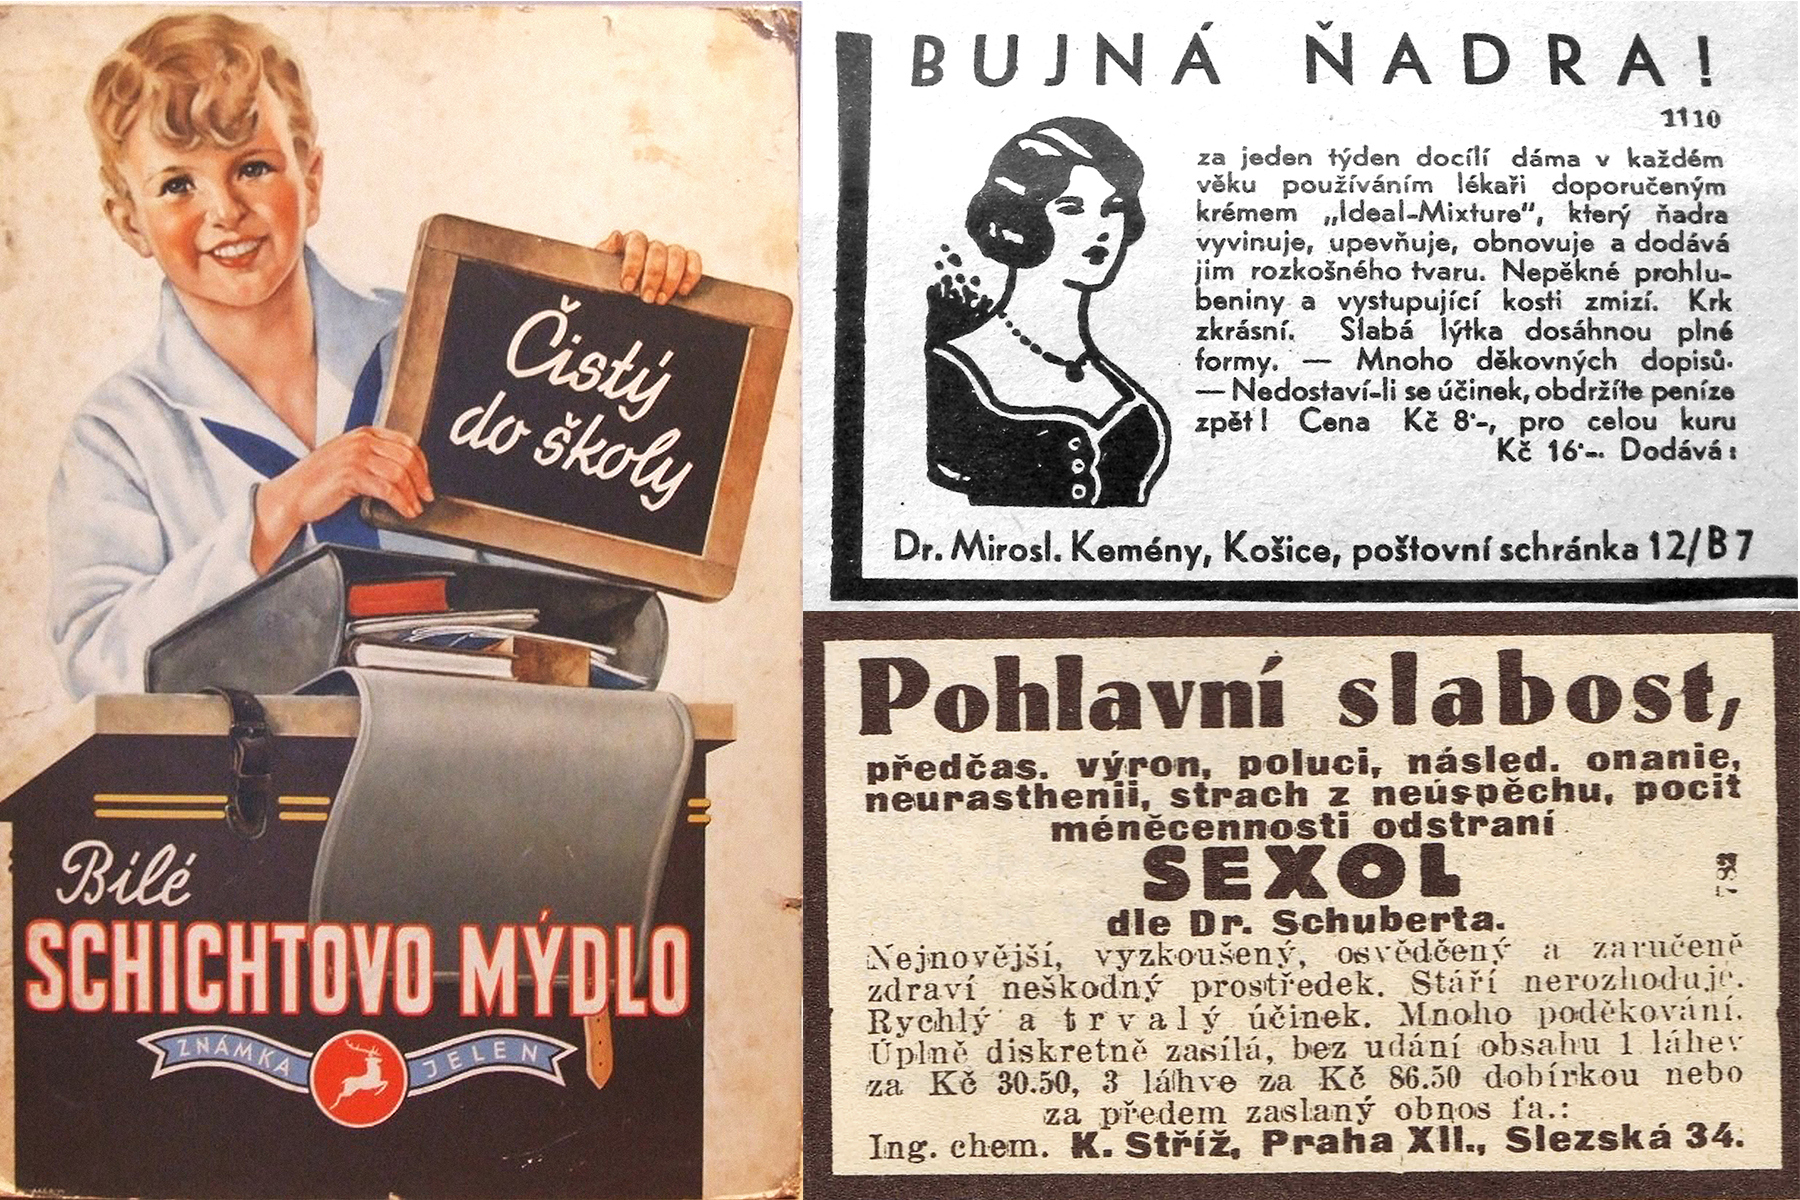 Čistý
do školy
Bílé
SCHICHTOVO MÝDLO
ZNÁMKA JELEN
BUJNÁ ŇADRA!
1110
za jeden týden docílí dáma v každém
věku používáním lékaři doporučeným
krémem „Ideal-Mixture“, který ňadra
vyvinuje, upevňuje, obnovuje a dodává
jim rozkošného tvaru. Nepěkné prohlu-
beniny a vystupující kosti zmizí. Krk
zkrásní. Slabá lýtka dosáhnou plné
formy. — Mnoho děkovných dopisů.
— Nedostaví-li se účinek, obdržíte peníze
zpět! Cena Kč 8·-, pro celou kuru
Kč 16·-. Dodává:
Dr. Mirosl. Kemény, Košice, poštovní schránka 12/B 7
Pohlavní slabost,
předčas. výron, poluci, násled. onanie,
neurasthenii, strach z neúspěchu, pocit
méněcennosti odstraní
SEXOL
782
dle Dr. Schuberta.
Nejnovější, vyzkoušený, osvědčený a zaručeně
zdraví neškodný prostředek. Stáří nerozhoduje.
Rychlý a trvalý účinek. Mnoho poděkování.
Úplně diskretně zasílá, bez udání obsahu 1 láhev
za Kč 30.50, 3 láhve za Kč 86.50 dobírkou nebo
za předem zaslaný obnos fa.:
Ing. chem. K. Stříž, Praha XII., Slezská 34.